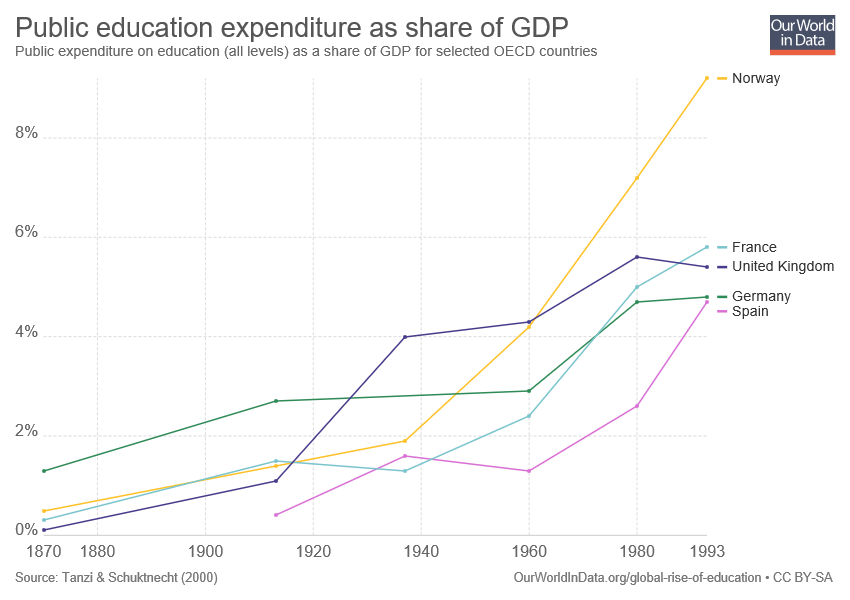 Public education expenditure as share of GDP
Public expenditure on education (all levels) as a share of GDP for selected OECD countries
Our World
in Data
Norway
8%
6%
France
United Kingdom
Germany
Spain
4%
2%
0%
1870 1880 1900 1920 1940 1960 1980 1993
Source: Tanzi & Schuktnecht (2000)
OurWorldInData.org/global-rise-of-education • CC BY-SA